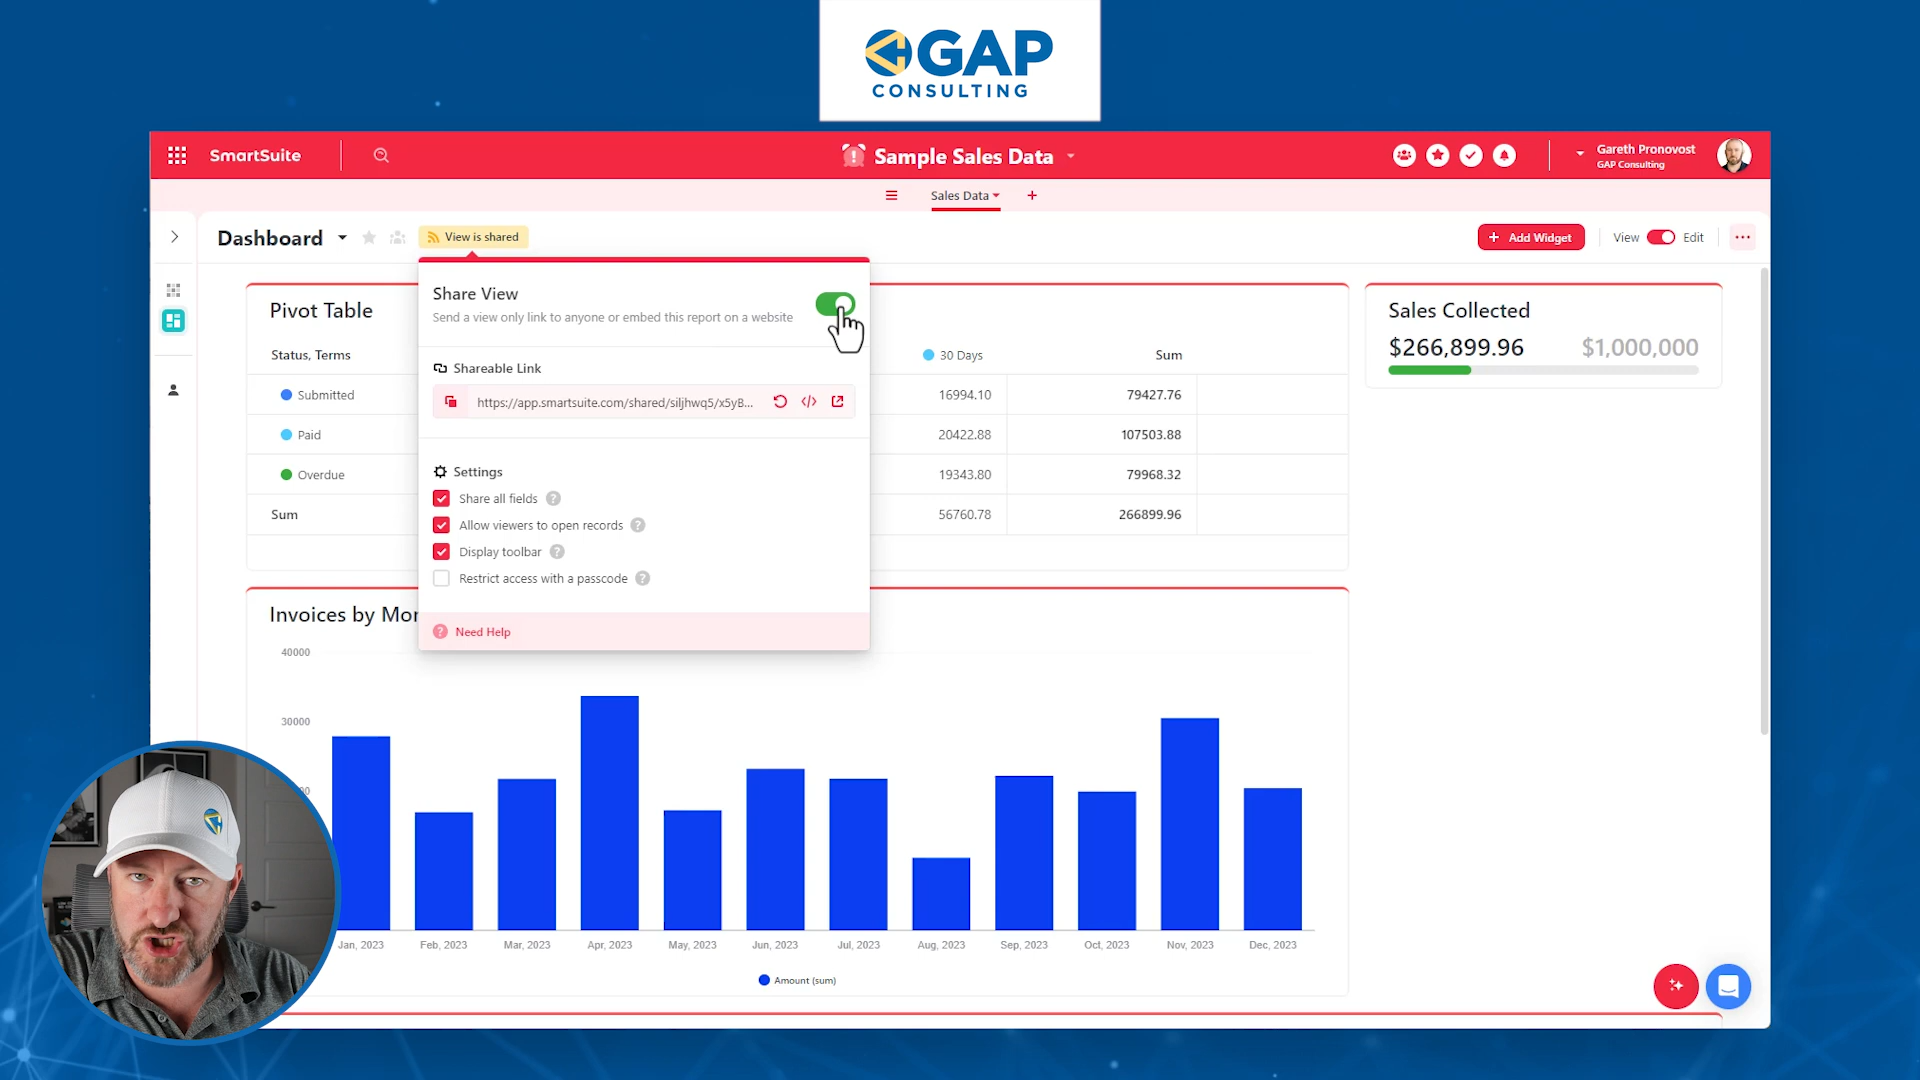 GAP
CONSULTING
SmartSuite
Sample Sales Data
Gareth Pronovost
GAP Consulting
Sales Data
Dashboard
View is shared
+ Add Widget
View
Edit
Pivot Table
Status, Terms
30 Days
Sum
Submitted
16994.10
79427.76
Paid
20422.88
107503.88
Overdue
19343.80
79968.32
Sum
56760.78
266899.96
Share View
Send a view only link to anyone or embed this report on a website
Shareable Link
https://app.smartsuite.com/shared/siljhwq5/x5yB...
Settings
Share all fields
Allow viewers to open records
Display toolbar
Restrict access with a passcode
Need Help
Sales Collected
$266,899.96
$1,000,000
Invoices by Mor
40000
30000
Jan, 2023
Feb, 2023
Mar, 2023
Apr, 2023
May, 2023
Jun, 2023
Jul, 2023
Aug, 2023
Sep, 2023
Oct, 2023
Nov, 2023
Dec, 2023
Amount (sum)